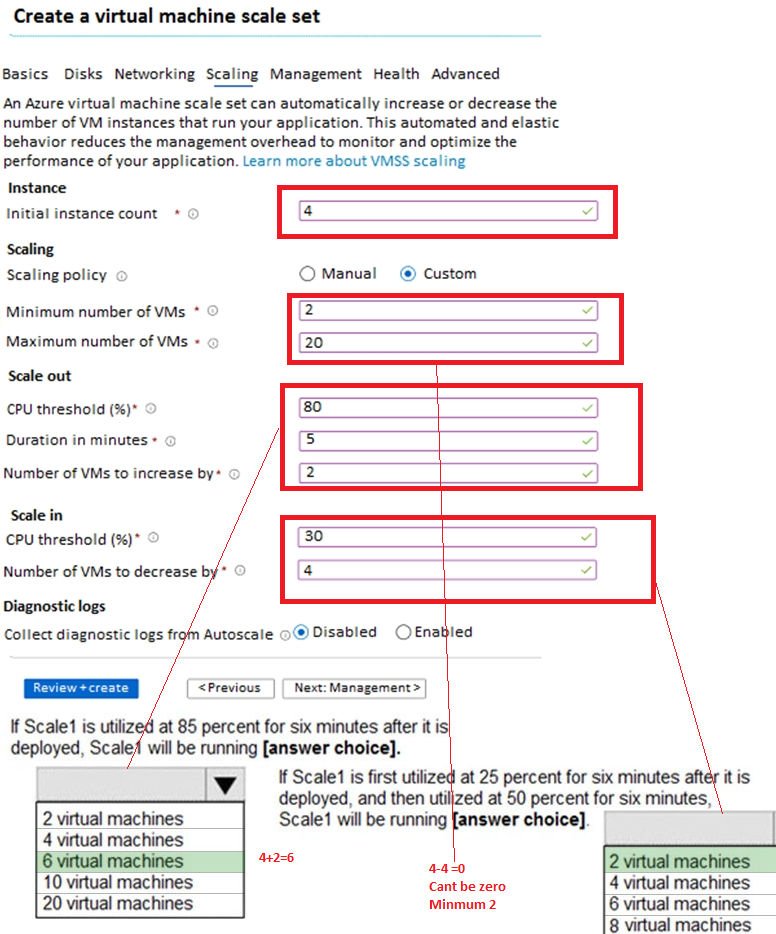 Create a virtual machine scale set
Basics Disks Networking Scaling Management Health Advanced
An Azure virtual machine scale set can automatically increase or decrease the
number of VM instances that run your application. This automated and elastic
behavior reduces the management overhead to monitor and optimize the
performance of your application. Learn more about VMSS scaling
Instance
Initial instance count * 4
Scaling
Scaling policy Manual Custom
Minimum number of VMs * 2
Maximum number of VMs * 20
Scale out
CPU threshold (%)* 80
Duration in minutes * 5
Number of VMs to increase by* 2
Scale in
CPU threshold (%)* 30
Number of VMs to decrease by* 4
Diagnostic logs
Collect diagnostic logs from Autoscale Disabled Enabled
Review + create < Previous Next: Management >
If Scale1 is utilized at 85 percent for six minutes after it is
deployed, Scale1 will be running [answer choice].
2 virtual machines
4 virtual machines
6 virtual machines
10 virtual machines
20 virtual machines
4+2=6
If Scale1 is first utilized at 25 percent for six minutes after it is
deployed, and then utilized at 50 percent for six minutes,
Scale1 will be running [answer choice].
4-4 =0
Cant be zero
Minmum 2
2 virtual machines
4 virtual machines
6 virtual machines
8 virtual machines